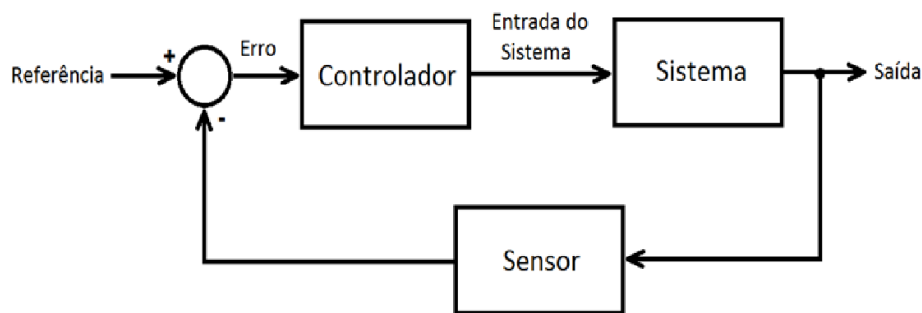 Referência
+
-
Erro
Controlador
Entrada do
Sistema
Sistema
Saída
Sensor